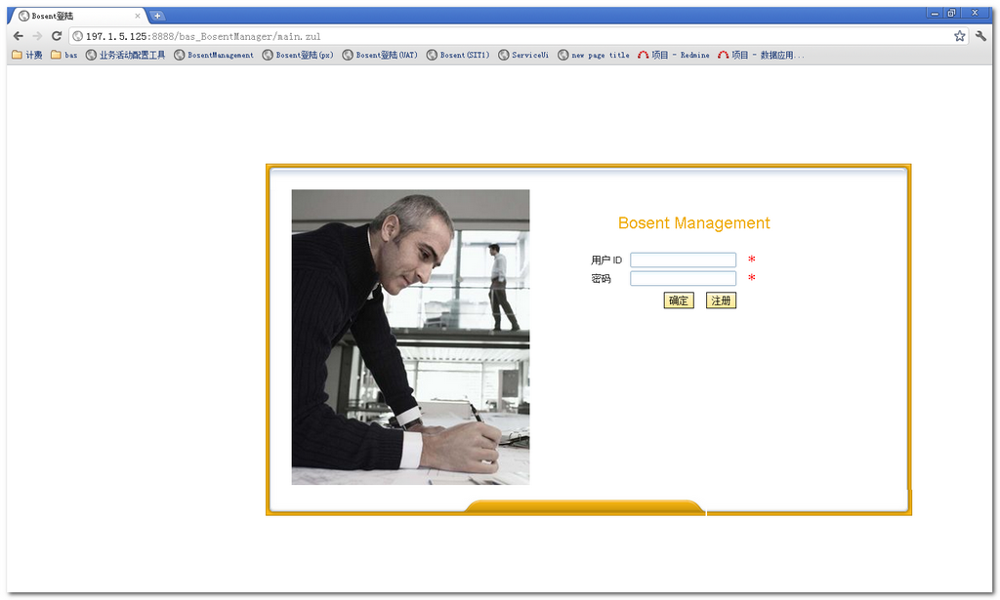 Bosent登陆
197.1.5.125:8888/bas_BosentManager/main.zul
计费 bas 业务活动配置工具 BosentManagement Bosent登陆(px) Bosent登陆(UAT) Bosent(SIT1) ServiceUi new page title 项目 - Redmine 项目 - 数据应用...
Bosent Management
用户 ID *
密码 *
确定 注册